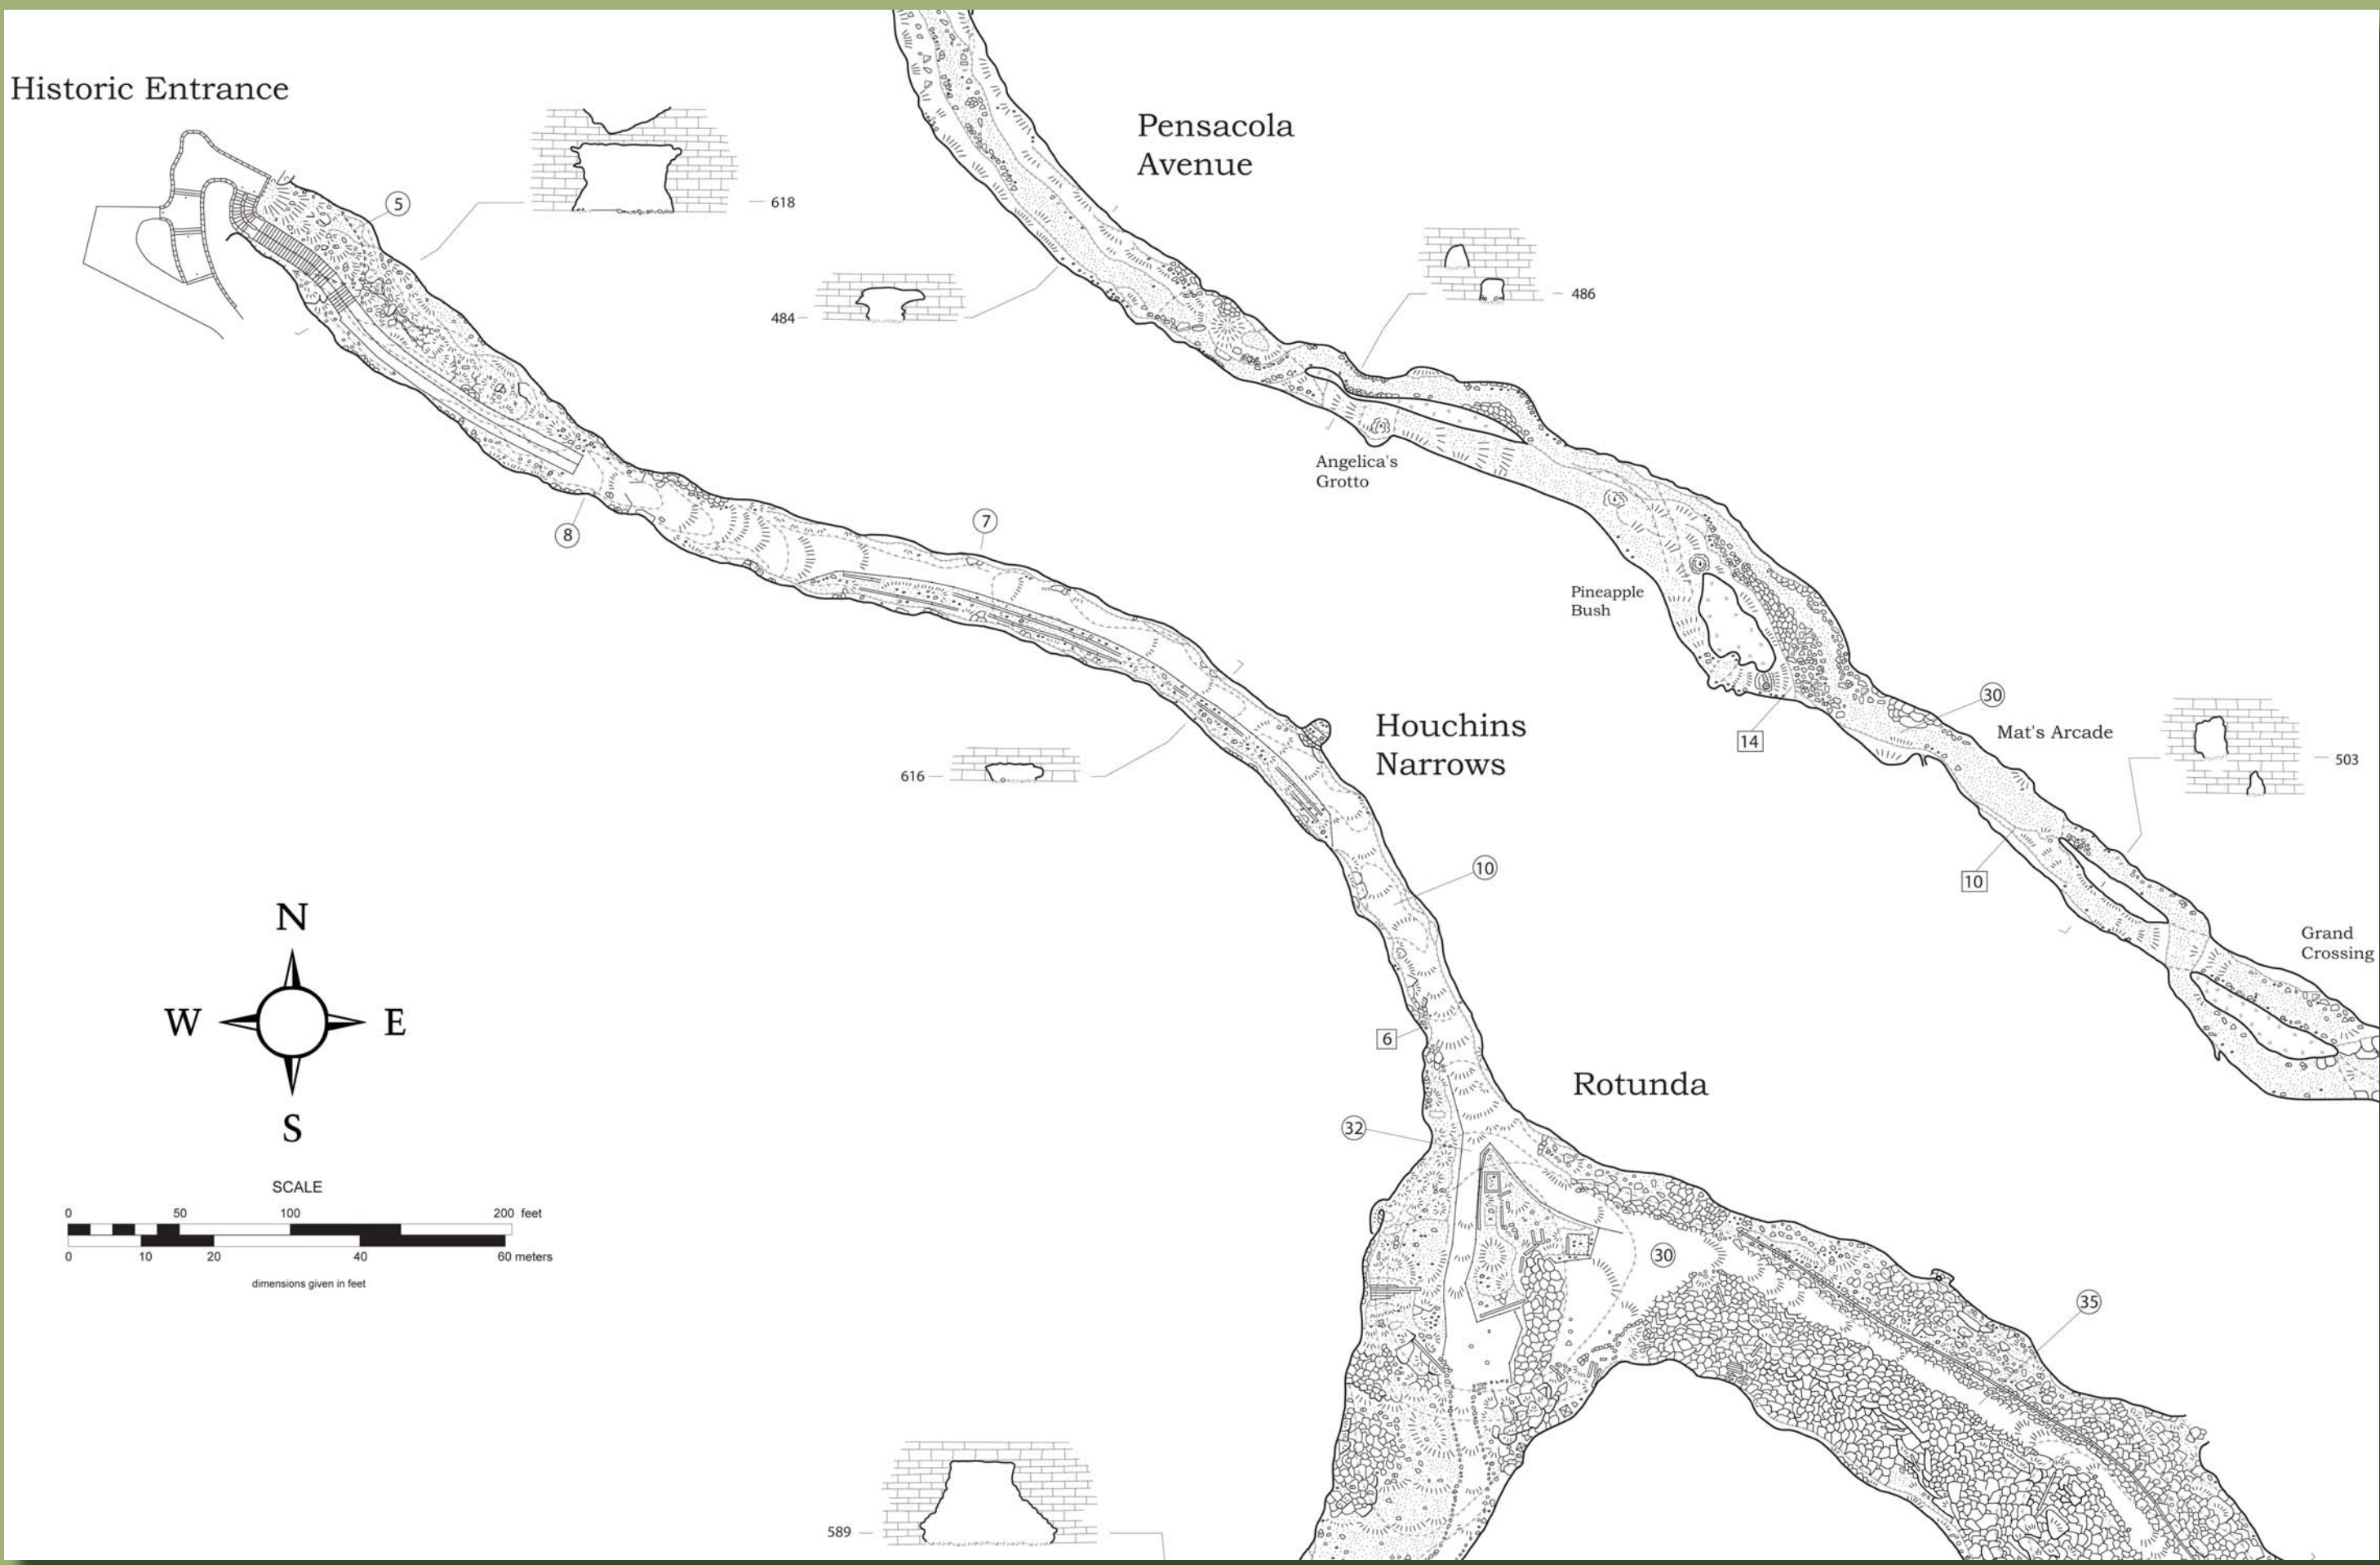 Historic Entrance
5
618
Pensacola
Avenue
484
486
Angelica's
Grotto
8
7
Pineapple
Bush
30
14
Mat's Arcade
503
616
Houchins
Narrows
10
10
Grand
Crossing
N
W
E
S
6
Rotunda
32
30
35
SCALE
0 50 100 200 feet
0 10 20 40 60 meters
dimensions given in feet
589